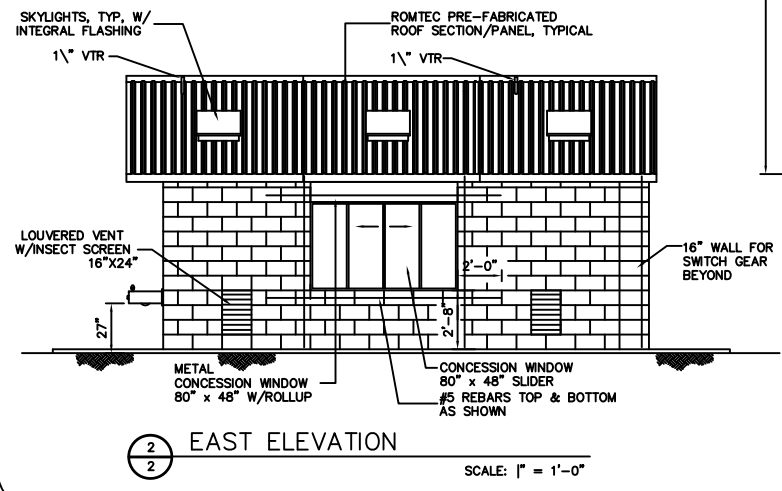 SKYLIGHTS, TYP, W/
INTEGRAL FLASHING
ROMTEC PRE-FABRICATED
ROOF SECTION/PANEL, TYPICAL
1\" VTR
1\" VTR
LOUVERED VENT
W/INSECT SCREEN
16"X24"
2'-0"
16" WALL FOR
SWITCH GEAR
BEYOND
27"
2'-8"
METAL
CONCESSION WINDOW
80" x 48" W/ROLLUP
CONCESSION WINDOW
80" x 48" SLIDER
#5 REBARS TOP & BOTTOM
AS SHOWN
2
2
EAST ELEVATION
SCALE: |" = 1'-0"